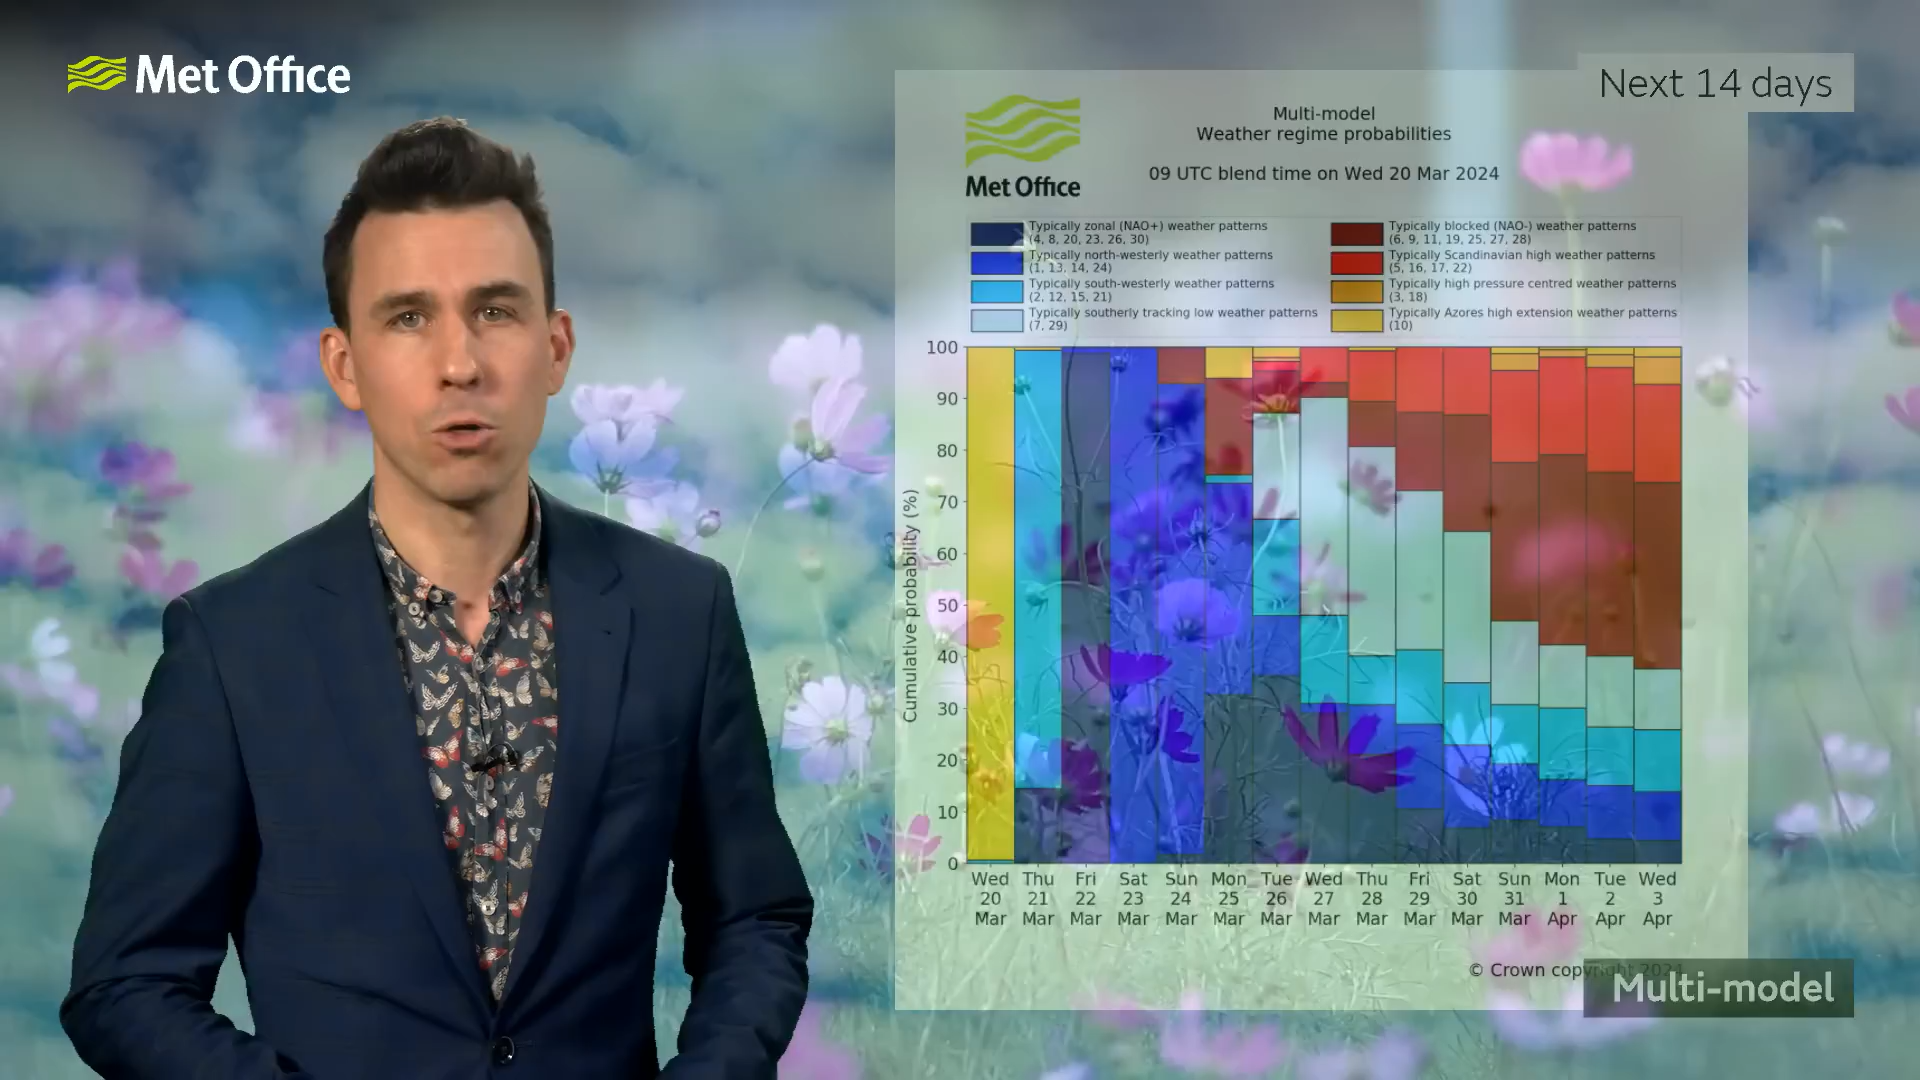 Met Office
Next 14 days
Multi-model
Weather regime probabilities
09 UTC blend time on Wed 20 Mar 2024
Met Office
Typically zonal (NAO+) weather patterns
(4, 8, 20, 23, 26, 30)
Typically north-westerly weather patterns
(1, 13, 14, 24)
Typically south-westerly weather patterns
(2, 12, 15, 21)
Typically southerly tracking low weather patterns
(7, 29)
Typically blocked (NAO-) weather patterns
(6, 9, 11, 19, 25, 27, 28)
Typically Scandinavian high weather patterns
(5, 16, 17, 22)
Typically high pressure centred weather patterns
(3, 18)
Typically Azores high extension weather patterns
(10)
Cumulative probability (%)
100
90
80
70
60
50
40
30
20
10
0
Wed Thu Fri Sat Sun Mon Tue Wed Thu Fri Sat Sun Mon Tue Wed
20 21 22 23 24 25 26 27 28 29 30 31 1 2 3
Mar Mar Mar Mar Mar Mar Mar Mar Mar Mar Mar Mar Apr Apr Apr
© Crown copyright 2024
Multi-model